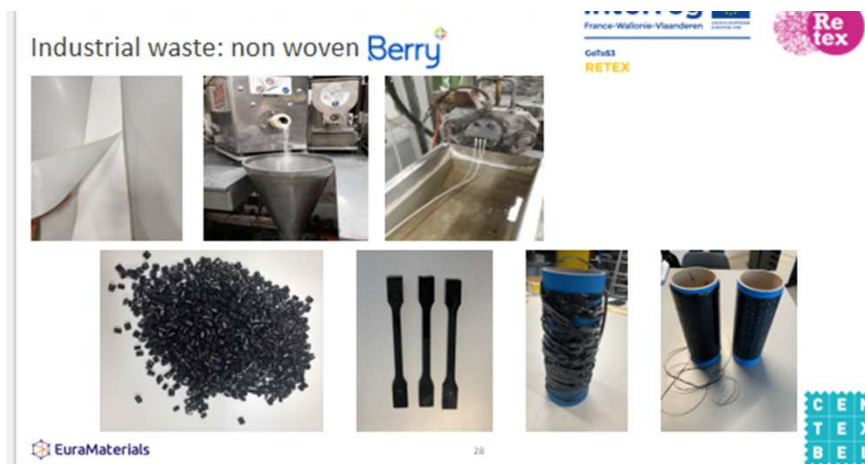 Industrial waste: non woven Berry
France-Wallonie-Vlaanderen
GoToS3
RETEX
Re
tex
EuraMaterials
28
C E N
T E X
B E L